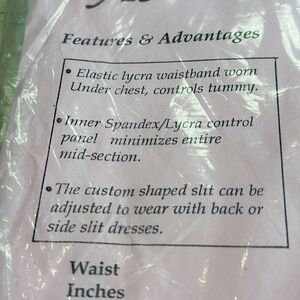 Features & Advantages
• Elastic lycra waistband worn
Under chest, controls tummy.
• Inner Spandex/Lycra control
panel minimizes entire
mid-section.
• The custom shaped slit can be
adjusted to wear with back or
side slit dresses.
Waist
Inches